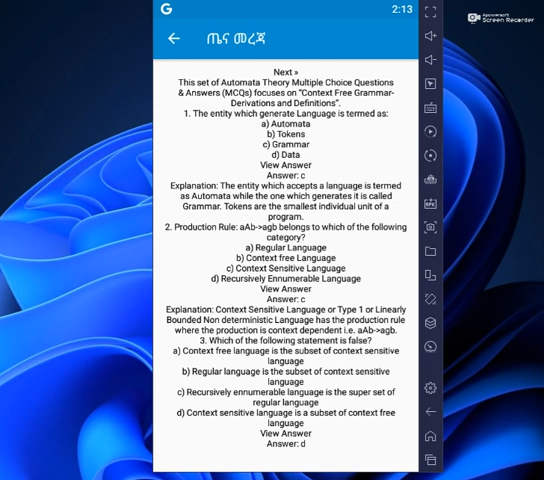 G 2:13
Apowersoft
Screen Recorder
ጤና መረጃ
Next »
This set of Automata Theory Multiple Choice Questions
& Answers (MCQs) focuses on “Context Free Grammar-
Derivations and Definitions”.
1. The entity which generate Language is termed as:
a) Automata
b) Tokens
c) Grammar
d) Data
View Answer
Answer: c
Explanation: The entity which accepts a language is termed
as Automata while the one which generates it is called
Grammar. Tokens are the smallest individual unit of a
program.
2. Production Rule: aAb->agb belongs to which of the following
category?
a) Regular Language
b) Context free Language
c) Context Sensitive Language
d) Recursively Ennumerable Language
View Answer
Answer: c
Explanation: Context Sensitive Language or Type 1 or Linearly
Bounded Non deterministic Language has the production rule
where the production is context dependent i.e. aAb->agb.
3. Which of the following statement is false?
a) Context free language is the subset of context sensitive
language
b) Regular language is the subset of context sensitive
language
c) Recursively ennumerable language is the super set of
regular language
d) Context sensitive language is a subset of context free
language
View Answer
Answer: d